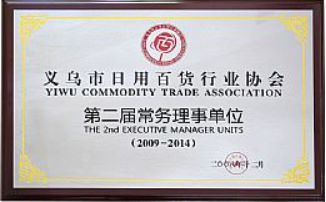 义乌市日用百货行业协会
YIWU COMMODITY TRADE ASSOCIATION
第二届常务理事单位
THE 2nd EXECUTIVE MANAGER UNITS
(2009-2014)